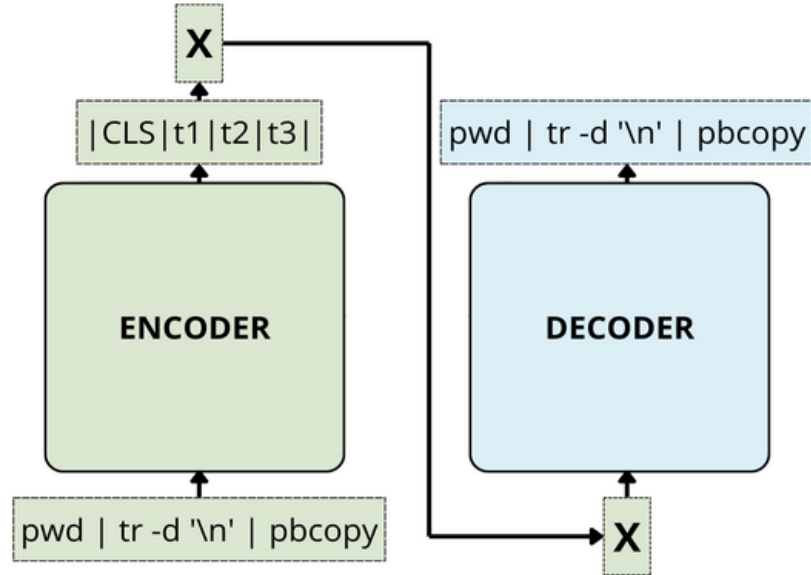 X
|CLS|t1|t2|t3|
pwd | tr -d '\n' | pbcopy
ENCODER
DECODER
pwd | tr -d '\n' | pbcopy
X